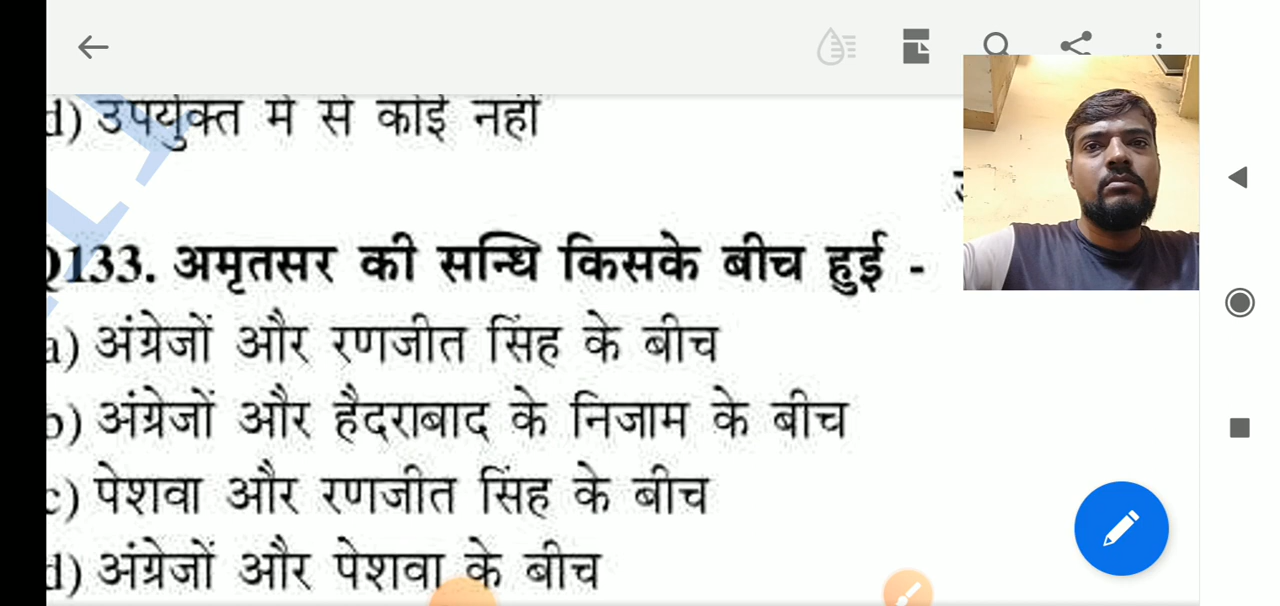 d) उपर्युक्त में से कोई नहीं
Q133. अमृतसर की सन्धि किसके बीच हुई -
a) अंग्रेजों और रणजीत सिंह के बीच
b) अंग्रेजों और हैदराबाद के निजाम के बीच
c) पेशवा और रणजीत सिंह के बीच
d) अंग्रेजों और पेशवा के बीच